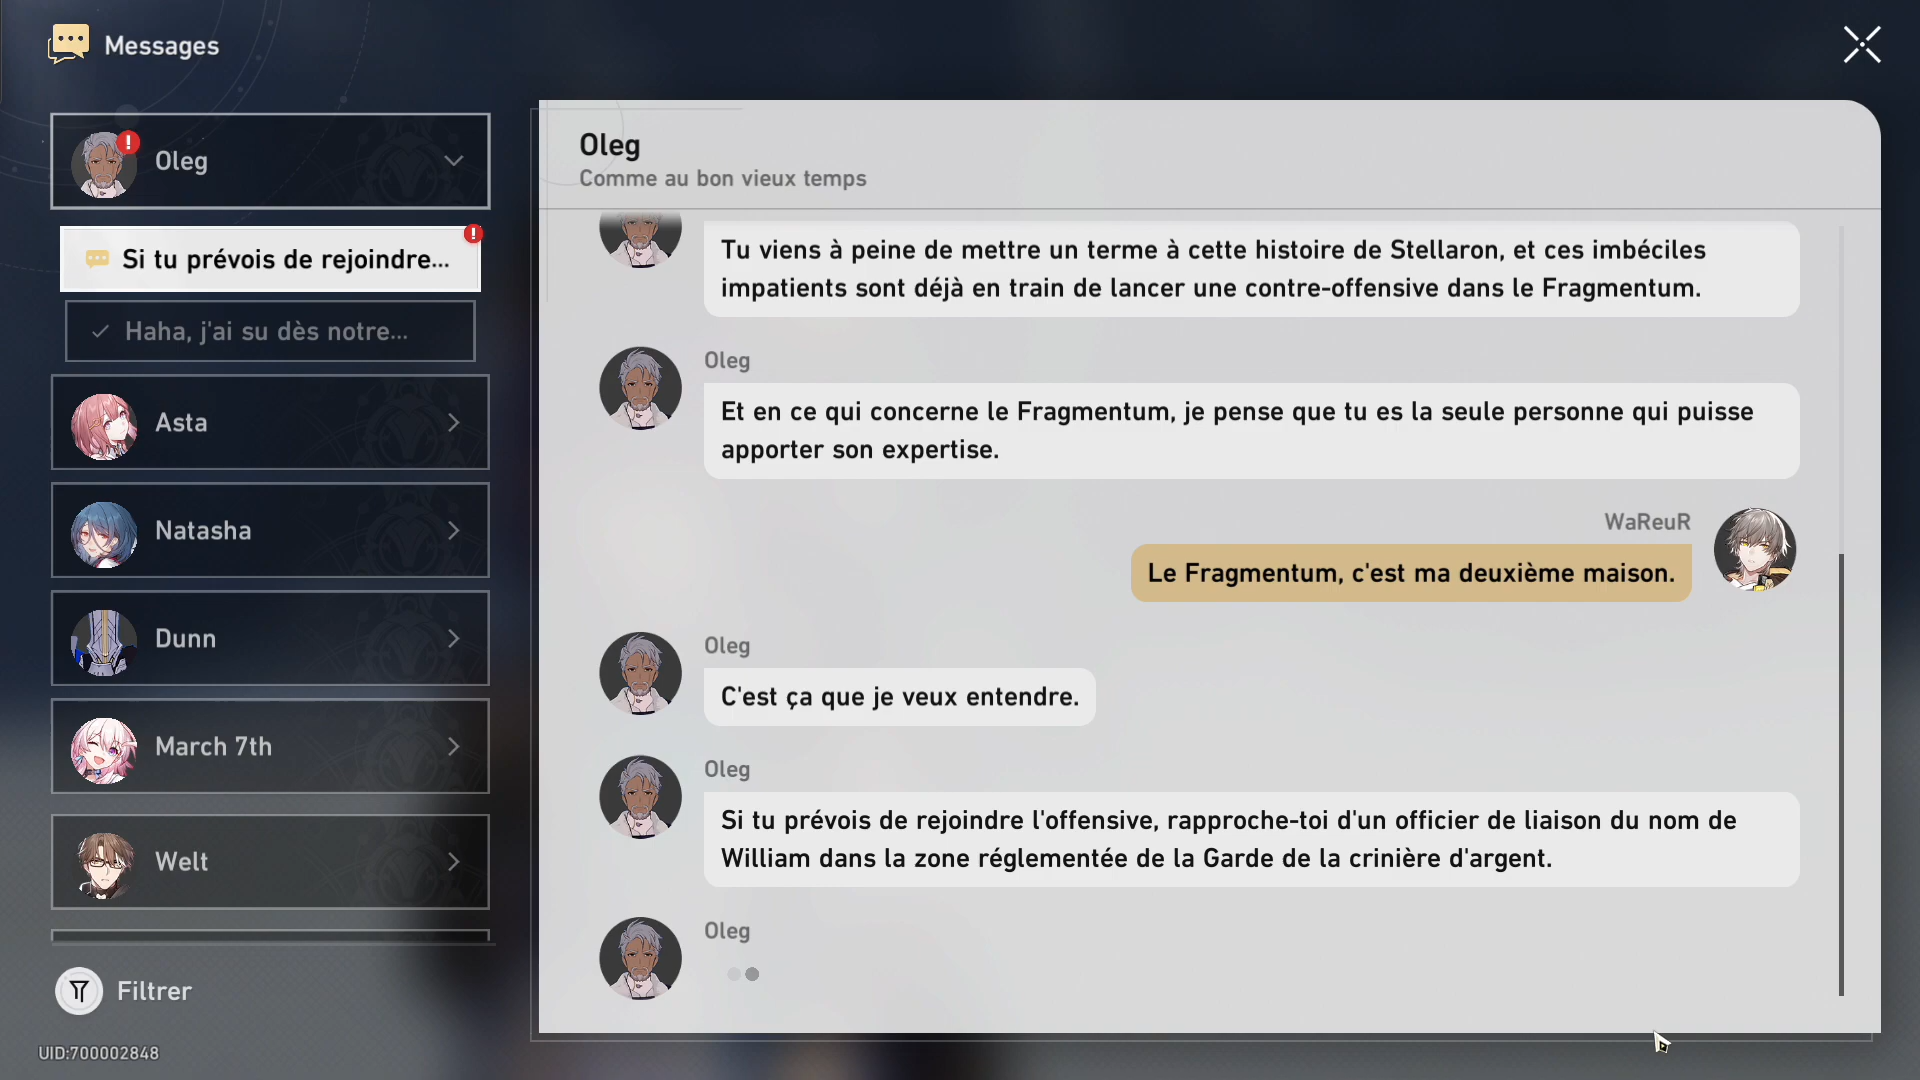 Messages
Oleg
Si tu prévois de rejoindre...
Haha, j'ai su dès notre...
Asta
Natasha
Dunn
March 7th
Welt
Filtrer
UID:700002848
Oleg
Comme au bon vieux temps
Tu viens à peine de mettre un terme à cette histoire de Stellaron, et ces imbéciles
impatients sont déjà en train de lancer une contre-offensive dans le Fragmentum.
Oleg
Et en ce qui concerne le Fragmentum, je pense que tu es la seule personne qui puisse
apporter son expertise.
WaReuR
Le Fragmentum, c'est ma deuxième maison.
Oleg
C'est ça que je veux entendre.
Oleg
Si tu prévois de rejoindre l'offensive, rapproche-toi d'un officier de liaison du nom de
William dans la zone réglementée de la Garde de la crinière d'argent.
Oleg